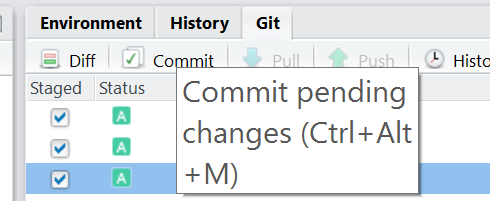 Environment History Git
Diff Commit Pull Push Histo
Staged Status
Commit pending
changes (Ctrl+Alt
+M)
A
A
A